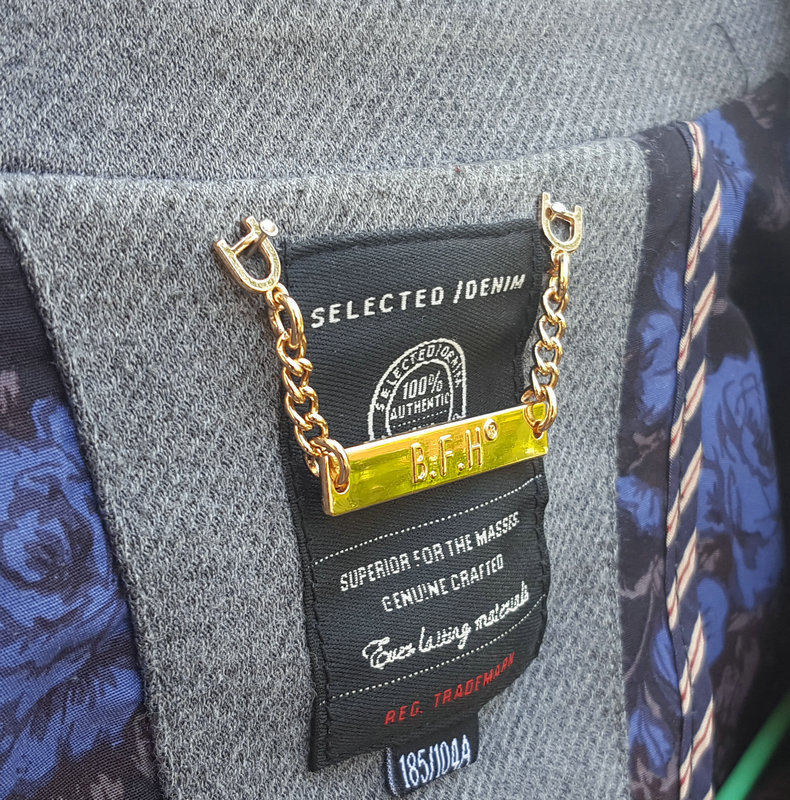 SELECTED /DENIM
SELECTED/DENIM
100%
AUTHENTIC
B.F.H®
SUPERIOR FOR THE MASSES
GENUINE CRAFTED
Ever lasting materials
REG. TRADEMARK
185/104A